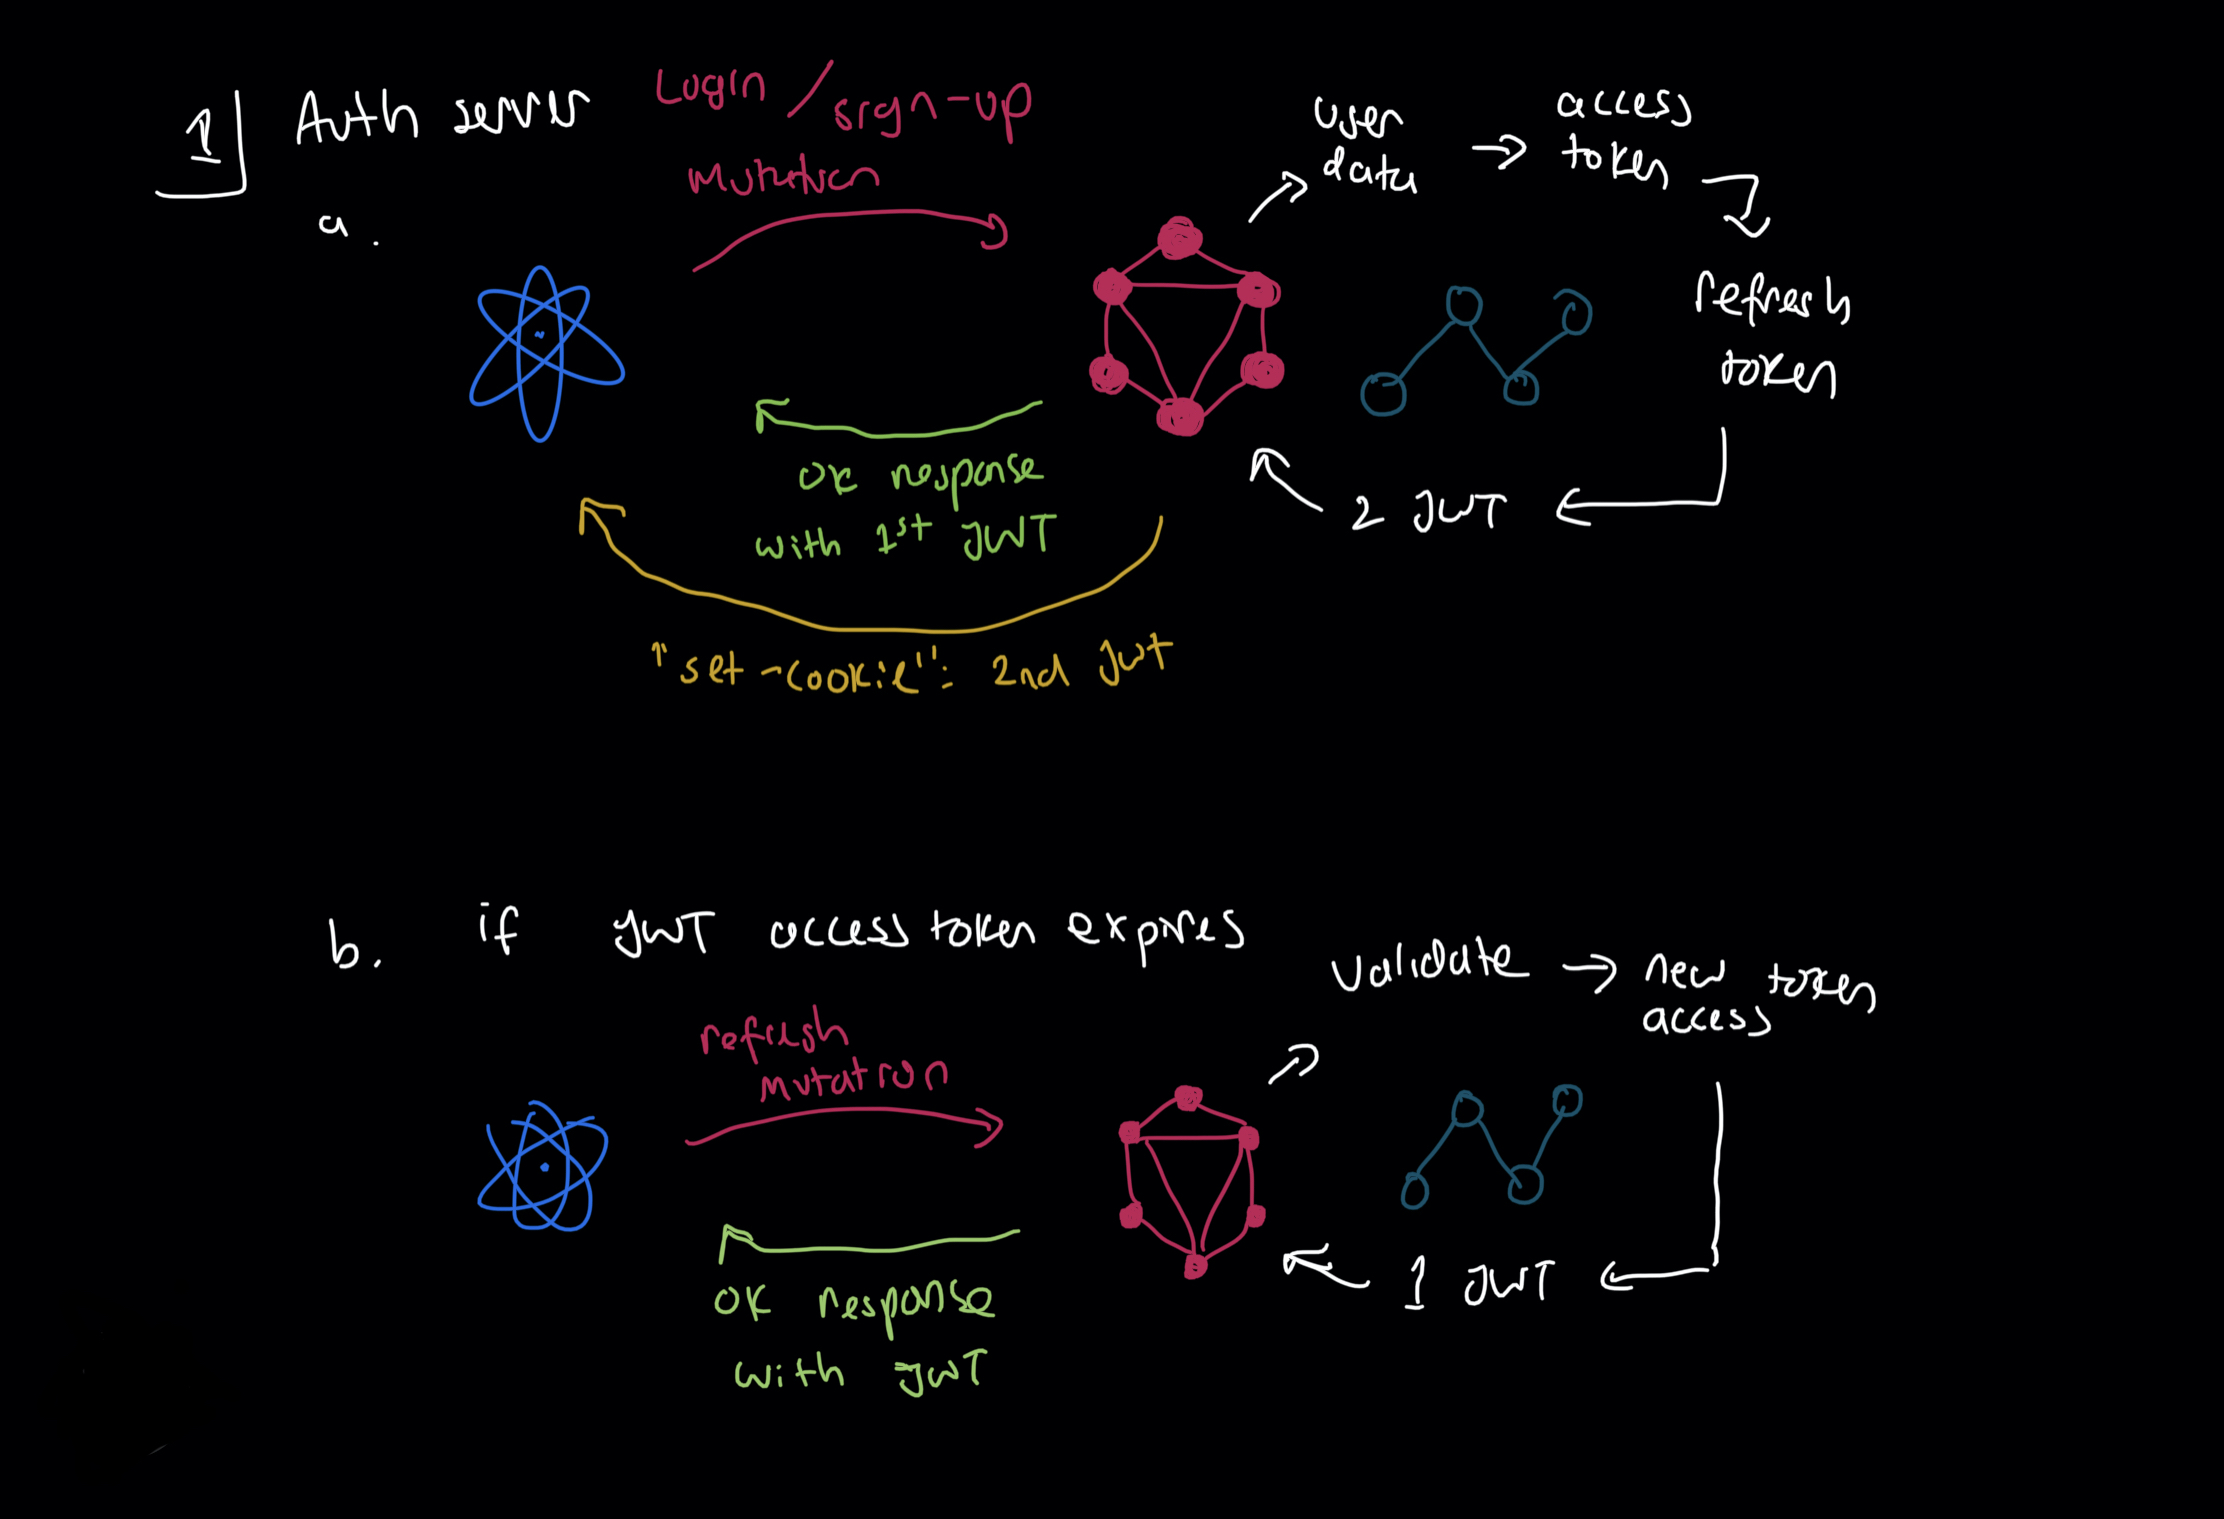 1 Auth server
Login / sign-up
mutation
a.
user
data
access
token
refresh
token
2 JWT
OK response
with 1st JWT
"set-cookie": 2nd Jwt
b. if JWT access token expires
refresh
mutation
validate → new token
access
1 JWT
OK response
with JWT